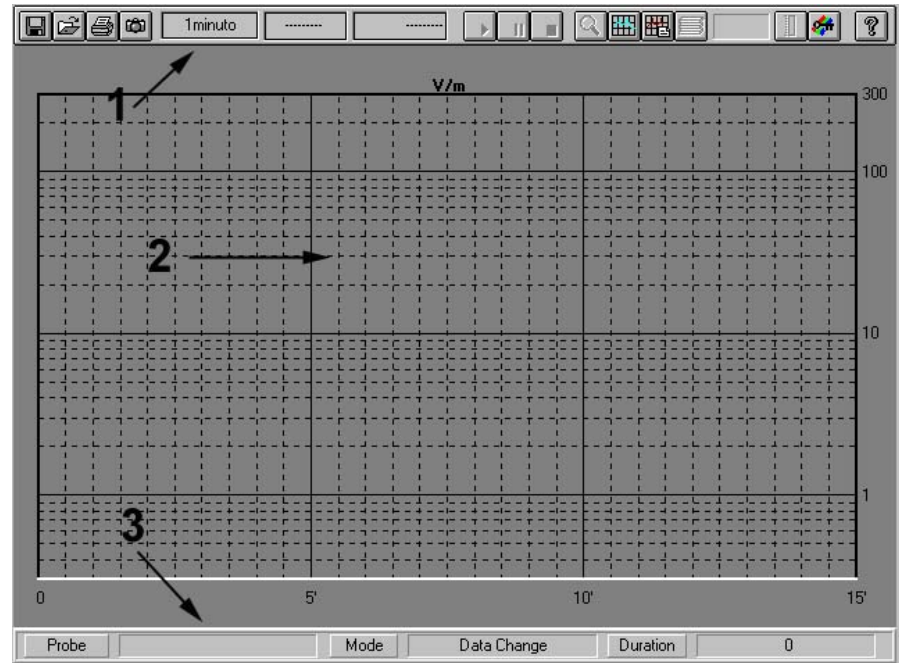 1minuto --------- --------- ?
V/m
1
300
100
2
10
1
3
0 5' 10' 15'
Probe Mode Data Change Duration 0